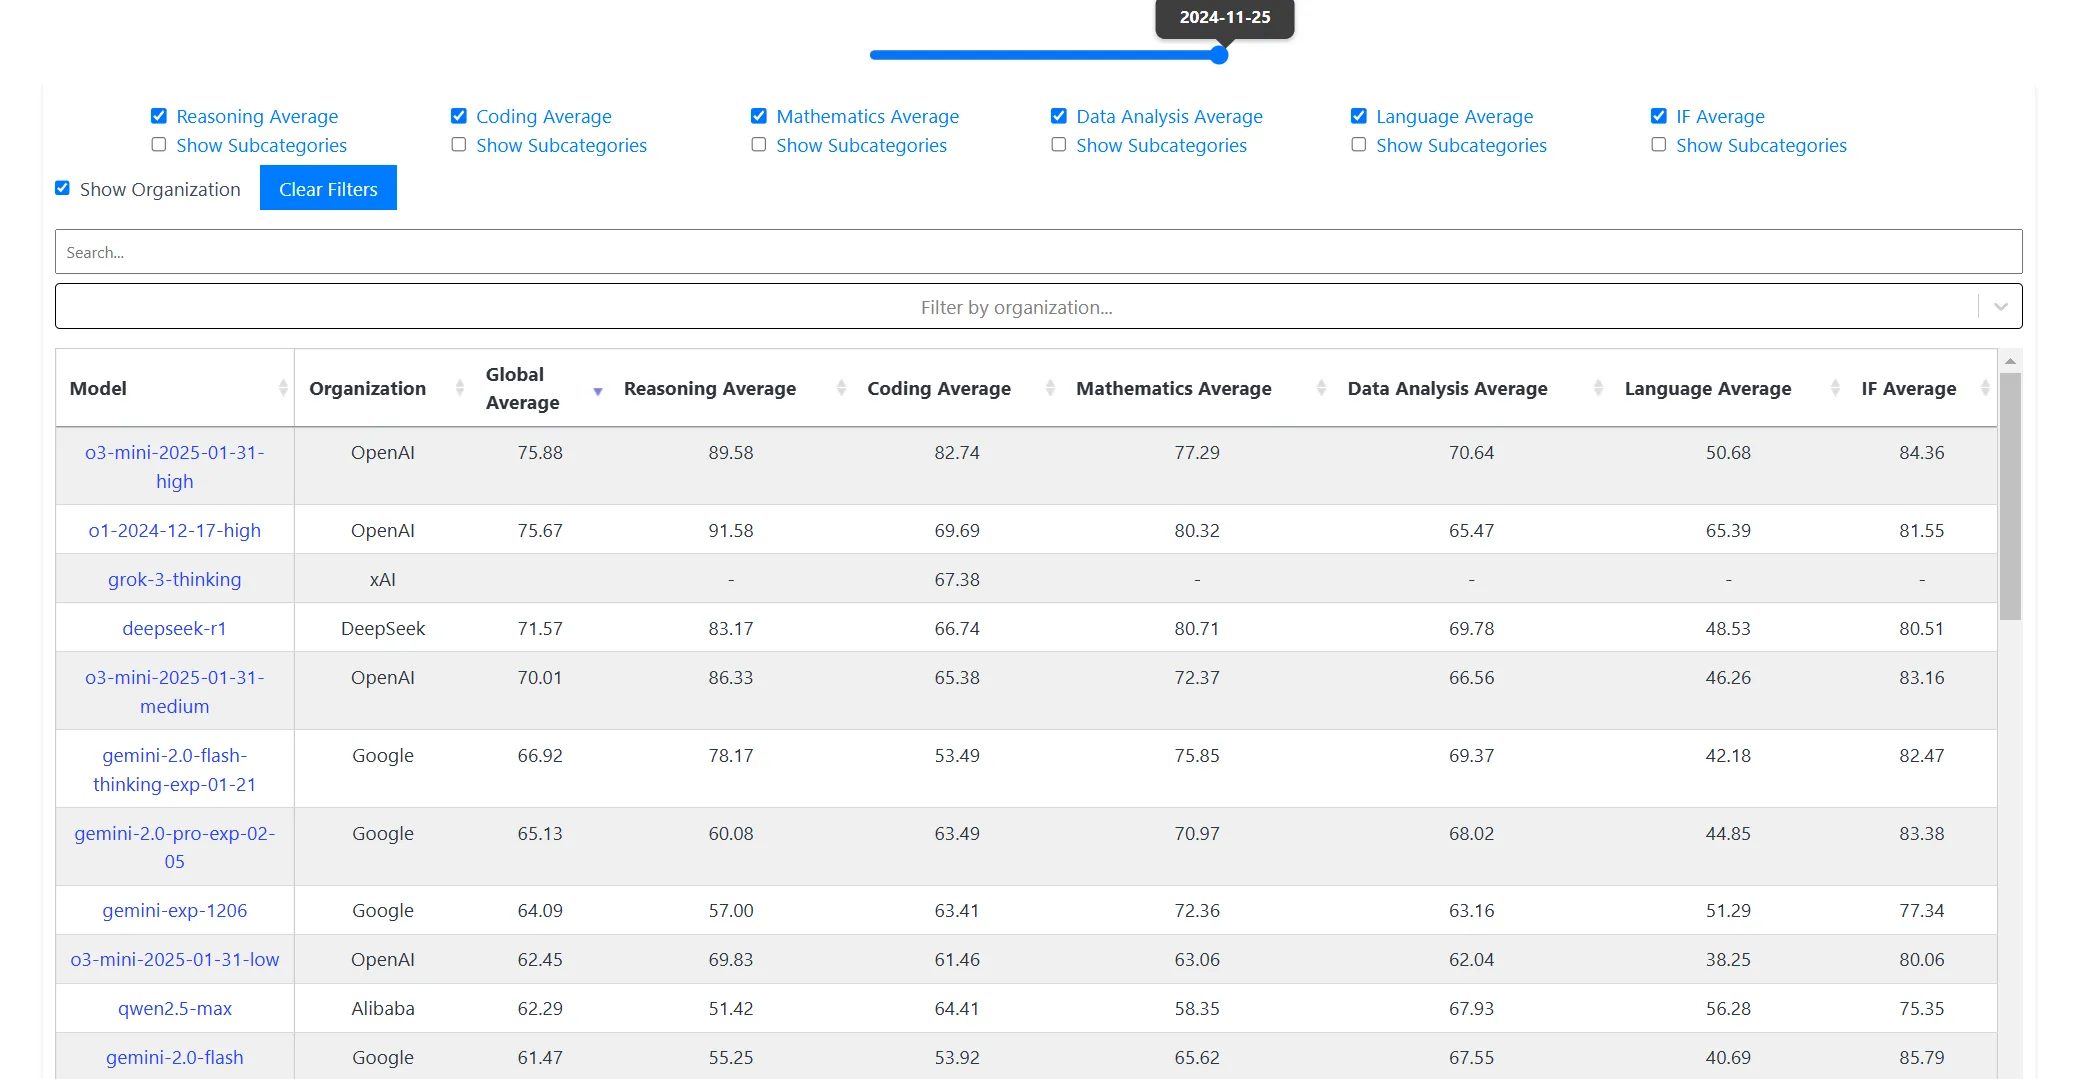 2024-11-25
Reasoning Average Coding Average Mathematics Average Data Analysis Average Language Average IF Average
Show Subcategories Show Subcategories Show Subcategories Show Subcategories Show Subcategories Show Subcategories
Show Organization Clear Filters
Search...
Filter by organization...
Model Organization Global Average Reasoning Average Coding Average Mathematics Average Data Analysis Average Language Average IF Average
o3-mini-2025-01-31-high OpenAI 75.88 89.58 82.74 77.29 70.64 50.68 84.36
o1-2024-12-17-high OpenAI 75.67 91.58 69.69 80.32 65.47 65.39 81.55
grok-3-thinking xAI - 67.38 - - - -
deepseek-r1 DeepSeek 71.57 83.17 66.74 80.71 69.78 48.53 80.51
o3-mini-2025-01-31-medium OpenAI 70.01 86.33 65.38 72.37 66.56 46.26 83.16
gemini-2.0-flash-thinking-exp-01-21 Google 66.92 78.17 53.49 75.85 69.37 42.18 82.47
gemini-2.0-pro-exp-02-05 Google 65.13 60.08 63.49 70.97 68.02 44.85 83.38
gemini-exp-1206 Google 64.09 57.00 63.41 72.36 63.16 51.29 77.34
o3-mini-2025-01-31-low OpenAI 62.45 69.83 61.46 63.06 62.04 38.25 80.06
qwen2.5-max Alibaba 62.29 51.42 64.41 58.35 67.93 56.28 75.35
gemini-2.0-flash Google 61.47 55.25 53.92 65.62 67.55 40.69 85.79